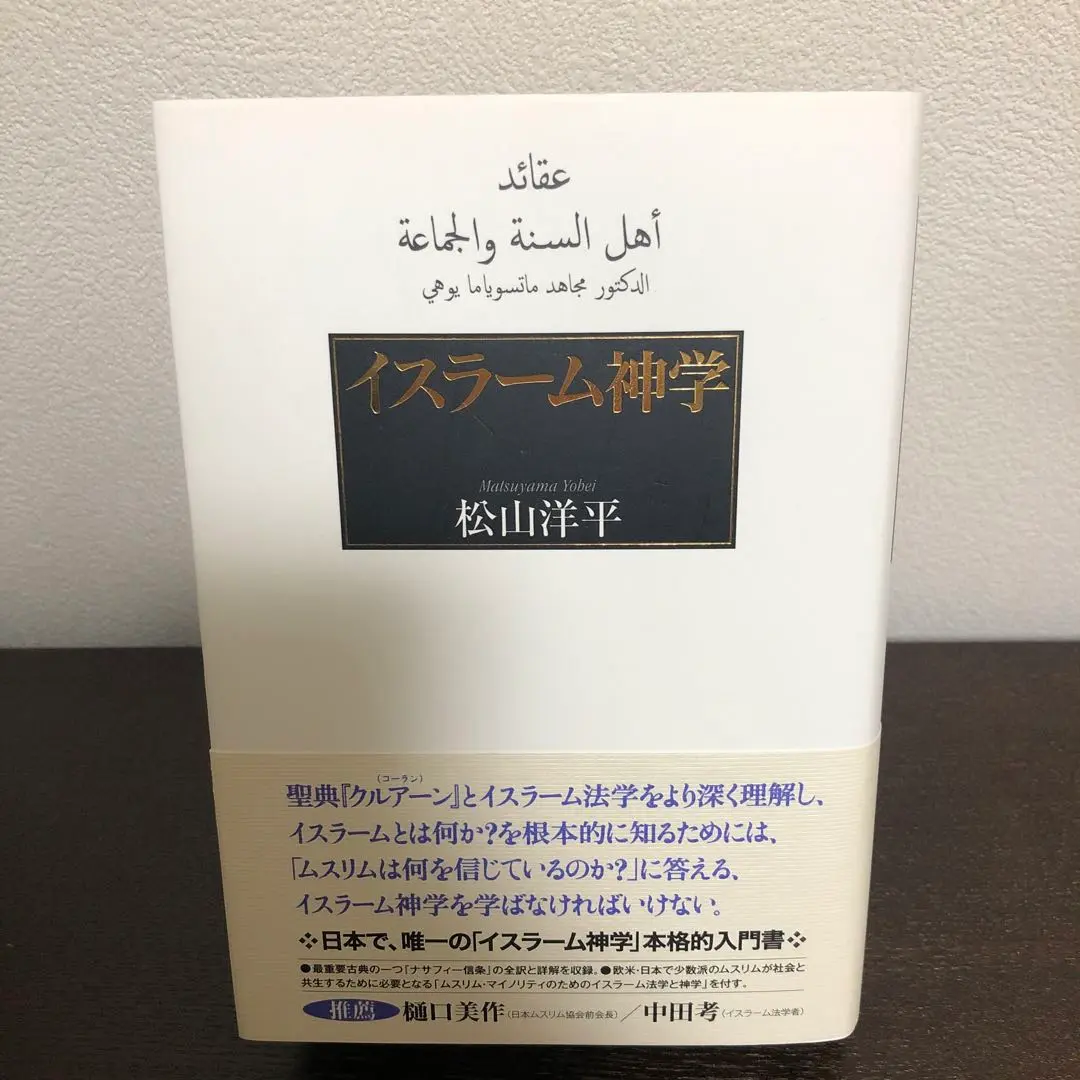 عقائد
أهل السنة والجماعة
الدكتور مجاهد ماتسوياما يوهي
イスラーム神学
Matsuyama Yohei
松山洋平
(コーラン)
聖典『クルアーン』とイスラーム法学をより深く理解し、
イスラームとは何か?を根本的に知るためには、
「ムスリムは何を信じているのか?」に答える、
イスラーム神学を学ばなければいけない。
❖日本で、唯一の「イスラーム神学」本格的入門書❖
●最重要古典の一つ「ナサフィー信条」の全訳と詳解を収録。●欧米・日本で少数派のムスリムが社会と
共生するために必要となる「ムスリム・マイノリティのためのイスラーム法学と神学」を付す。
推薦 樋口美作(日本ムスリム協会前会長)/中田考(イスラーム法学者)